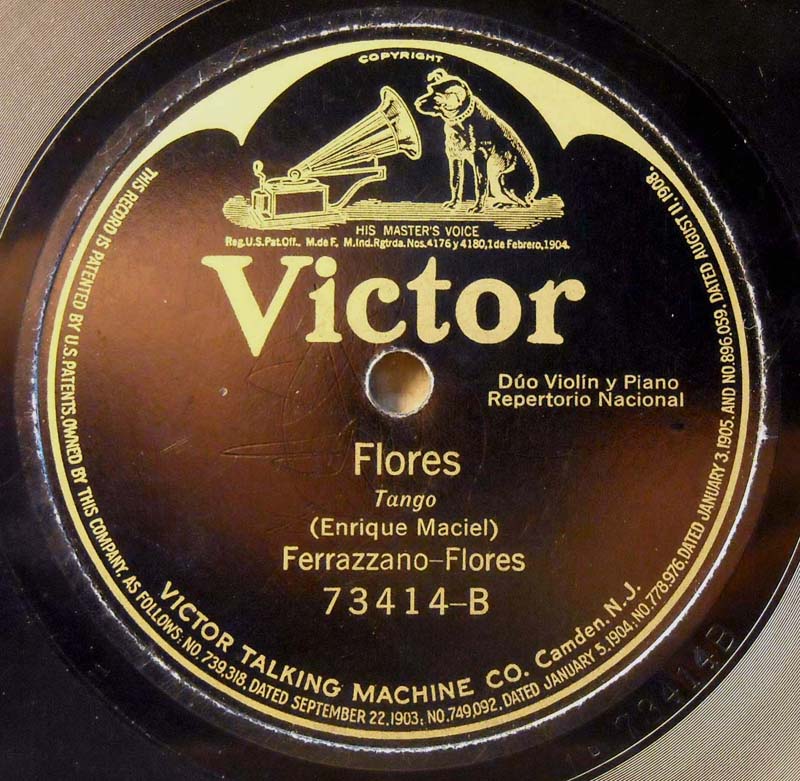 COPYRIGHT
HIS MASTER'S VOICE
Reg.U.S.Pat.Off., M.de F., M.Ind.Rgtrda.Nos.4176 y 4180,1 de Febrero,1904.
Victor
Dúo Violín y Piano
Repertorio Nacional
Flores
Tango
(Enrique Maciel)
Ferrazzano-Flores
73414-B
VICTOR TALKING MACHINE CO. Camden, N.J.
THIS RECORD IS PATENTED BY U.S. PATENTS, OWNED BY THIS COMPANY, AS FOLLOWS: NO.739,318, DATED SEPTEMBER 22,1903; NO.749,092, DATED JANUARY 5,1904; NO.778,976, DATED JANUARY 3,1905. AND NO.896,059, DATED AUGUST 11,1908.
73414B